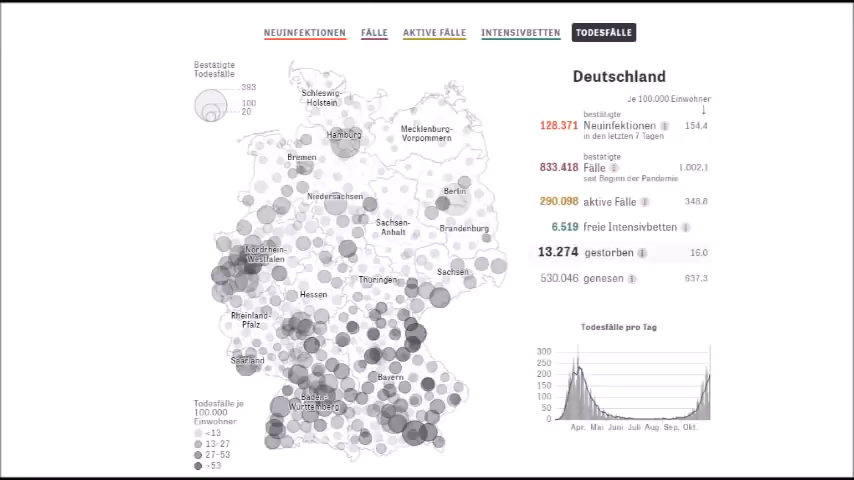 NEUINFEKTIONEN FÄLLE AKTIVE FÄLLE INTENSIVBETTEN TODESFÄLLE
Bestätigte
Todesfälle
393
100
20
Schleswig-
Holstein
Hamburg
Mecklenburg-
Vorpommern
Bremen
Niedersachsen
Berlin
Sachsen-
Anhalt
Brandenburg
Nordrhein-
Westfalen
Thüringen
Sachsen
Hessen
Rheinland-
Pfalz
Saarland
Bayern
Baden-
Württemberg
Todesfälle je
100.000
Einwohner
<13
13-27
27-53
>53
Deutschland
Je 100.000 Einwohner
↓
bestätigte
128.371 Neuinfektionen i 154,4
in den letzten 7 Tagen
bestätigte
833.418 Fälle i 1.002,1
seit Beginn der Pandemie
290.098 aktive Fälle i 348,8
6.519 freie Intensivbetten i
13.274 gestorben i 16,0
530.046 genesen i 637,3
Todesfälle pro Tag
300
250
200
150
100
50
0
Apr. Mai Juni Juli Aug. Sep. Okt.